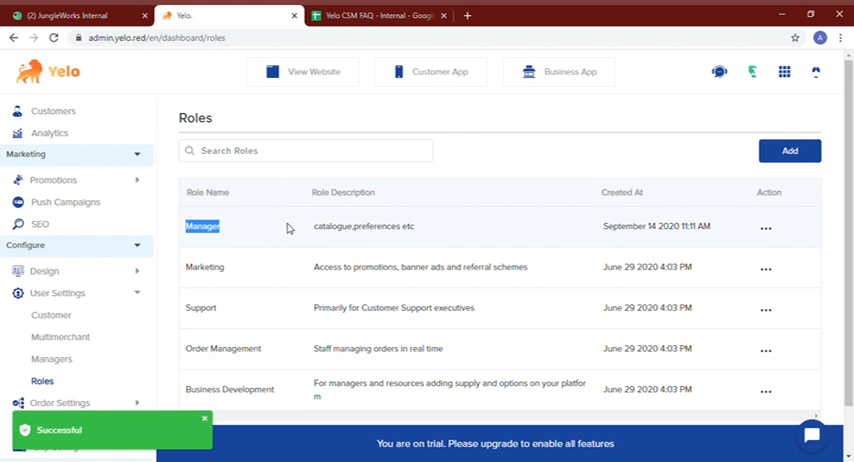 (2) JungleWorks Internal
Yelo.
Yelo CSM FAQ - Internal - Google
admin.yelo.red/en/dashboard/roles
A
Yelo
View Website
Customer App
Business App
Customers
Analytics
Marketing
Promotions
Push Campaigns
SEO
Configure
Design
User Settings
Customer
Multimerchant
Managers
Roles
Order Settings
Roles
Search Roles
Add
Role Name Role Description Created At Action
Manager catalogue,preferences etc September 14 2020 11:11 AM
Marketing Access to promotions, banner ads and referral schemes June 29 2020 4:03 PM
Support Primarily for Customer Support executives June 29 2020 4:03 PM
Order Management Staff managing orders in real time June 29 2020 4:03 PM
Business Development For managers and resources adding supply and options on your platfor June 29 2020 4:03 PM
m
Successful
You are on trial. Please upgrade to enable all features